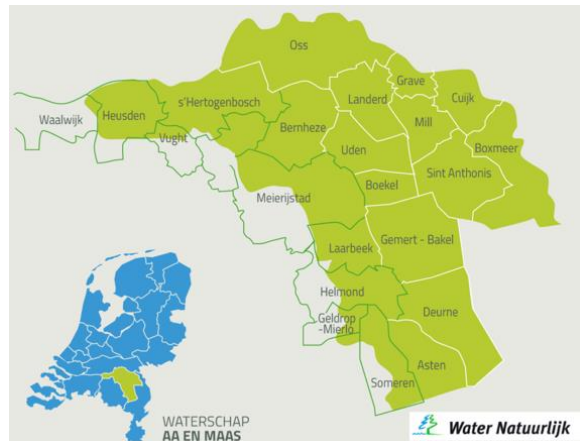 Oss
Grave
Cuijk
Landerd
s'Hertogenbosch
Heusden
Waalwijk
Mill
Bernheze
Vught
Uden
Boxmeer
Sint Anthonis
Boekel
Meierijstad
Laarbeek
Gemert - Bakel
Helmond
Geldrop
-Mierlo
Deurne
Asten
Someren
WATERSCHAP
AA EN MAAS
Water Natuurlijk